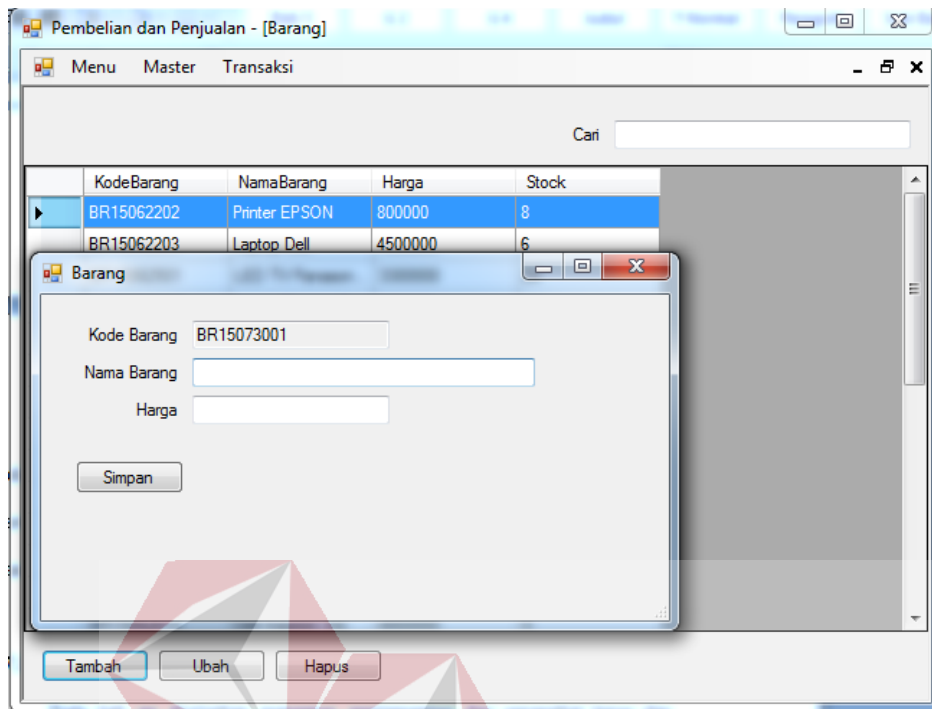 Pembelian dan Penjualan - [Barang]
Menu Master Transaksi
Cari
KodeBarang NamaBarang Harga Stock
BR15062202 Printer EPSON 800000 8
BR15062203 Laptop Dell 4500000 6
Barang
Kode Barang BR15073001
Nama Barang
Harga
Simpan
Tambah Ubah Hapus